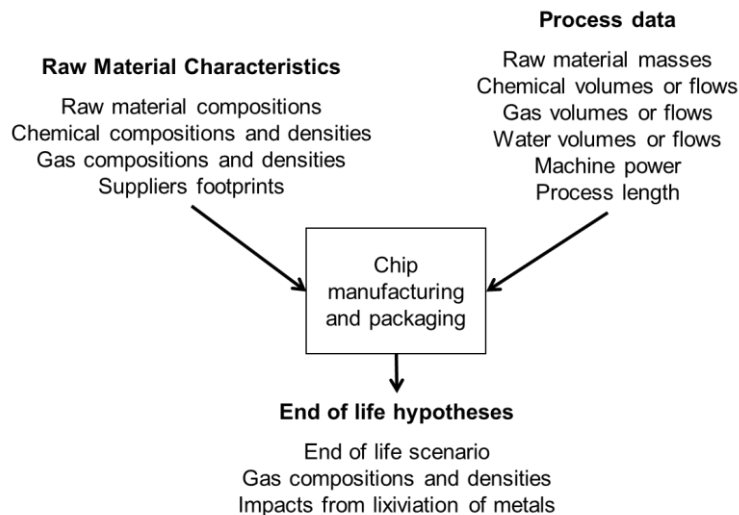 Process data
Raw material masses
Chemical volumes or flows
Gas volumes or flows
Water volumes or flows
Machine power
Process length
Raw Material Characteristics
Raw material compositions
Chemical compositions and densities
Gas compositions and densities
Suppliers footprints
Chip
manufacturing
and packaging
End of life hypotheses
End of life scenario
Gas compositions and densities
Impacts from lixiviation of metals